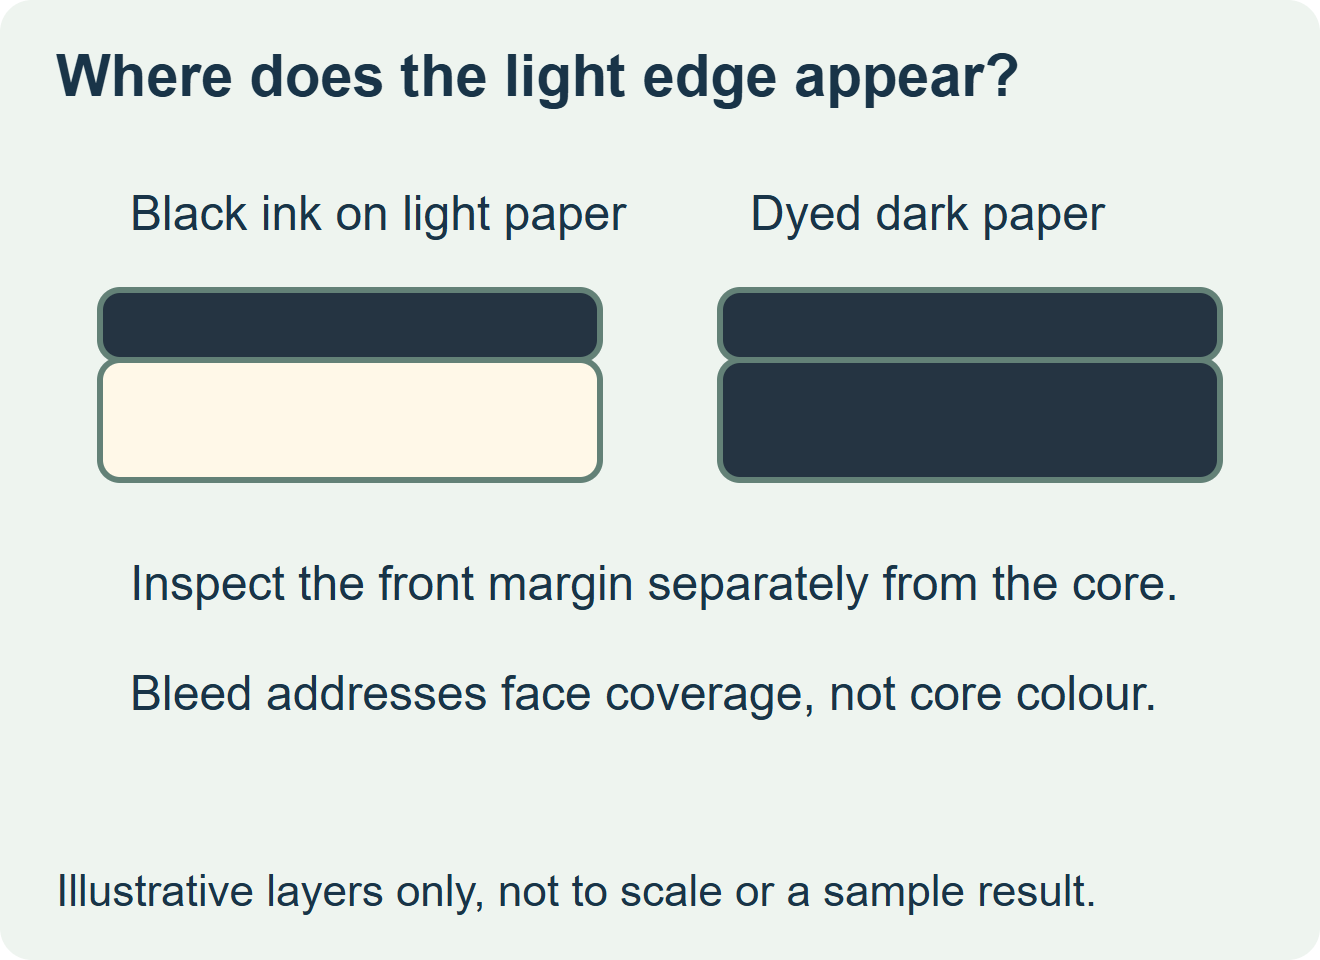 Where does the light edge appear?
Black ink on light paper
Dyed dark paper
Inspect the front margin separately from the core.
Bleed addresses face coverage, not core colour.
Illustrative layers only, not to scale or a sample result.